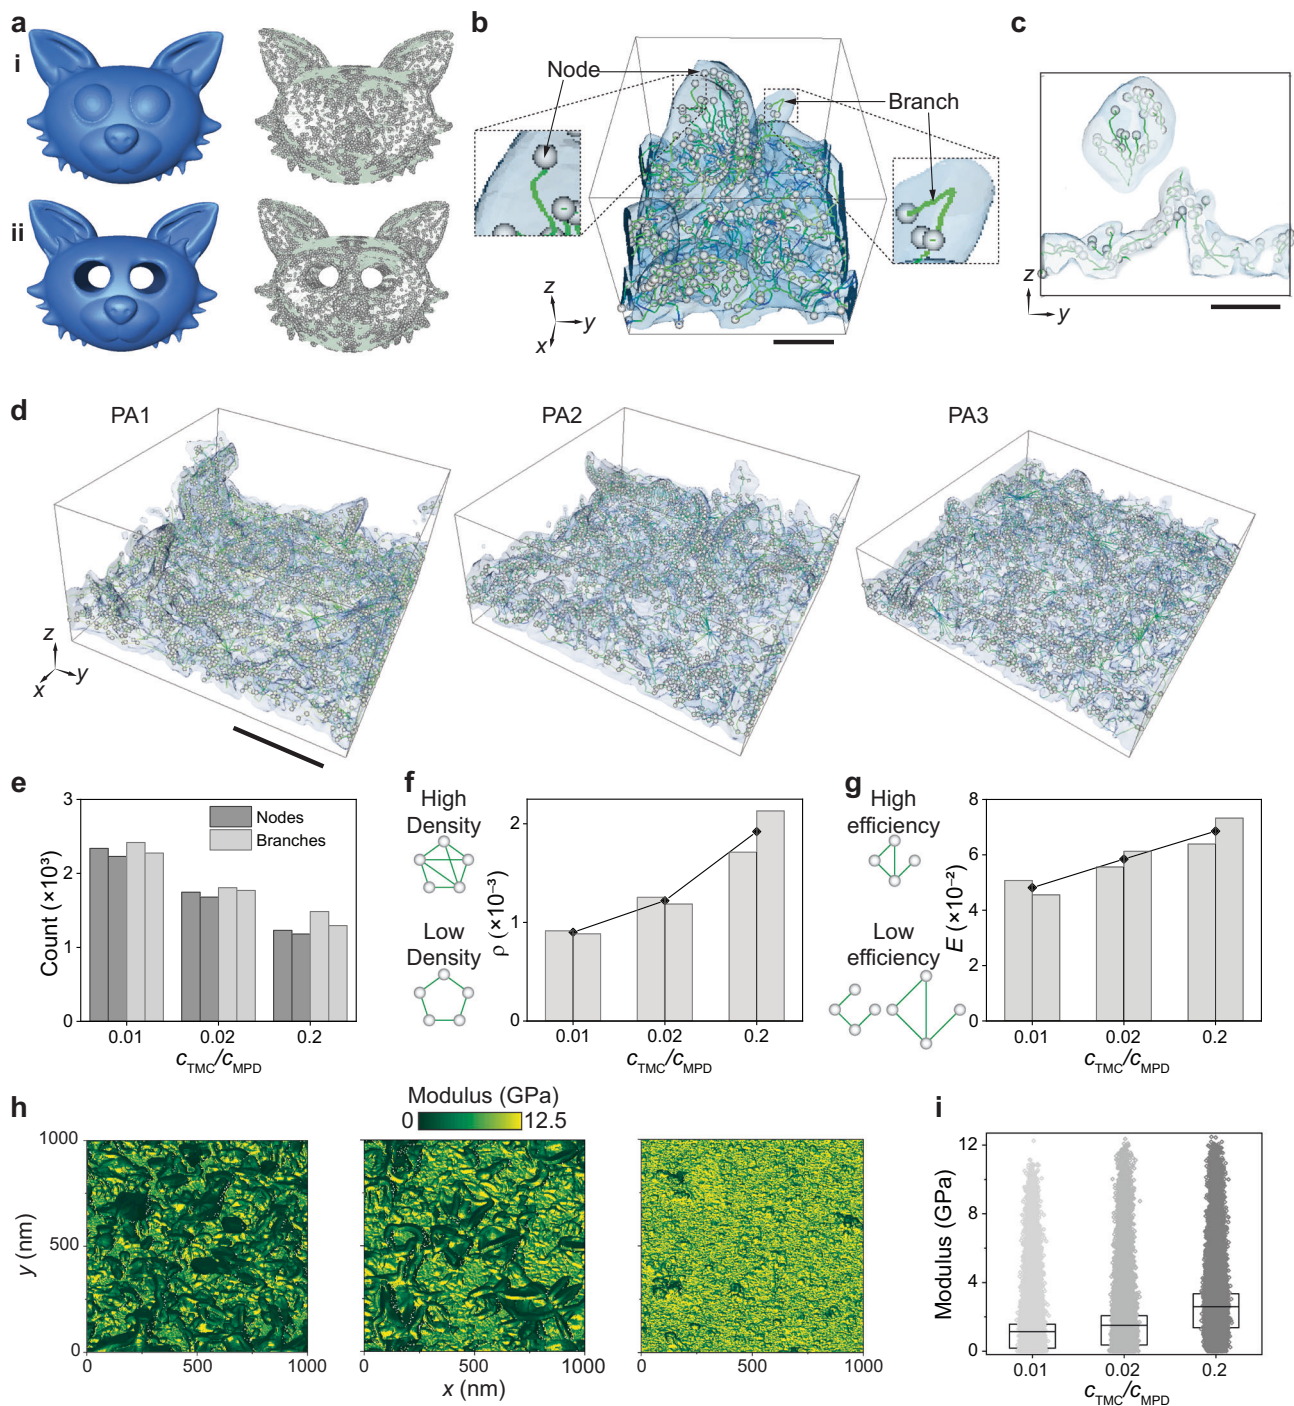 a
i
ii
b
Node
Branch
z
y
x
c
z
y
d
PA1
PA2
PA3
z
y
x
e
3
2
1
0
Count (×10³)
Nodes
Branches
0.01
0.02
0.2
cTMC/cMPD
f
High
Density
Low
Density
2
1
0
ρ (×10⁻³)
0.01
0.02
0.2
cTMC/cMPD
g
High
efficiency
Low
efficiency
8
6
4
2
0
E (×10⁻²)
0.01
0.02
0.2
cTMC/cMPD
h
Modulus (GPa)
0
12.5
1000
500
0
y (nm)
0
500
1000
0
500
1000
0
500
1000
x (nm)
i
12
8
4
0
Modulus (GPa)
0.01
0.02
0.2
cTMC/cMPD